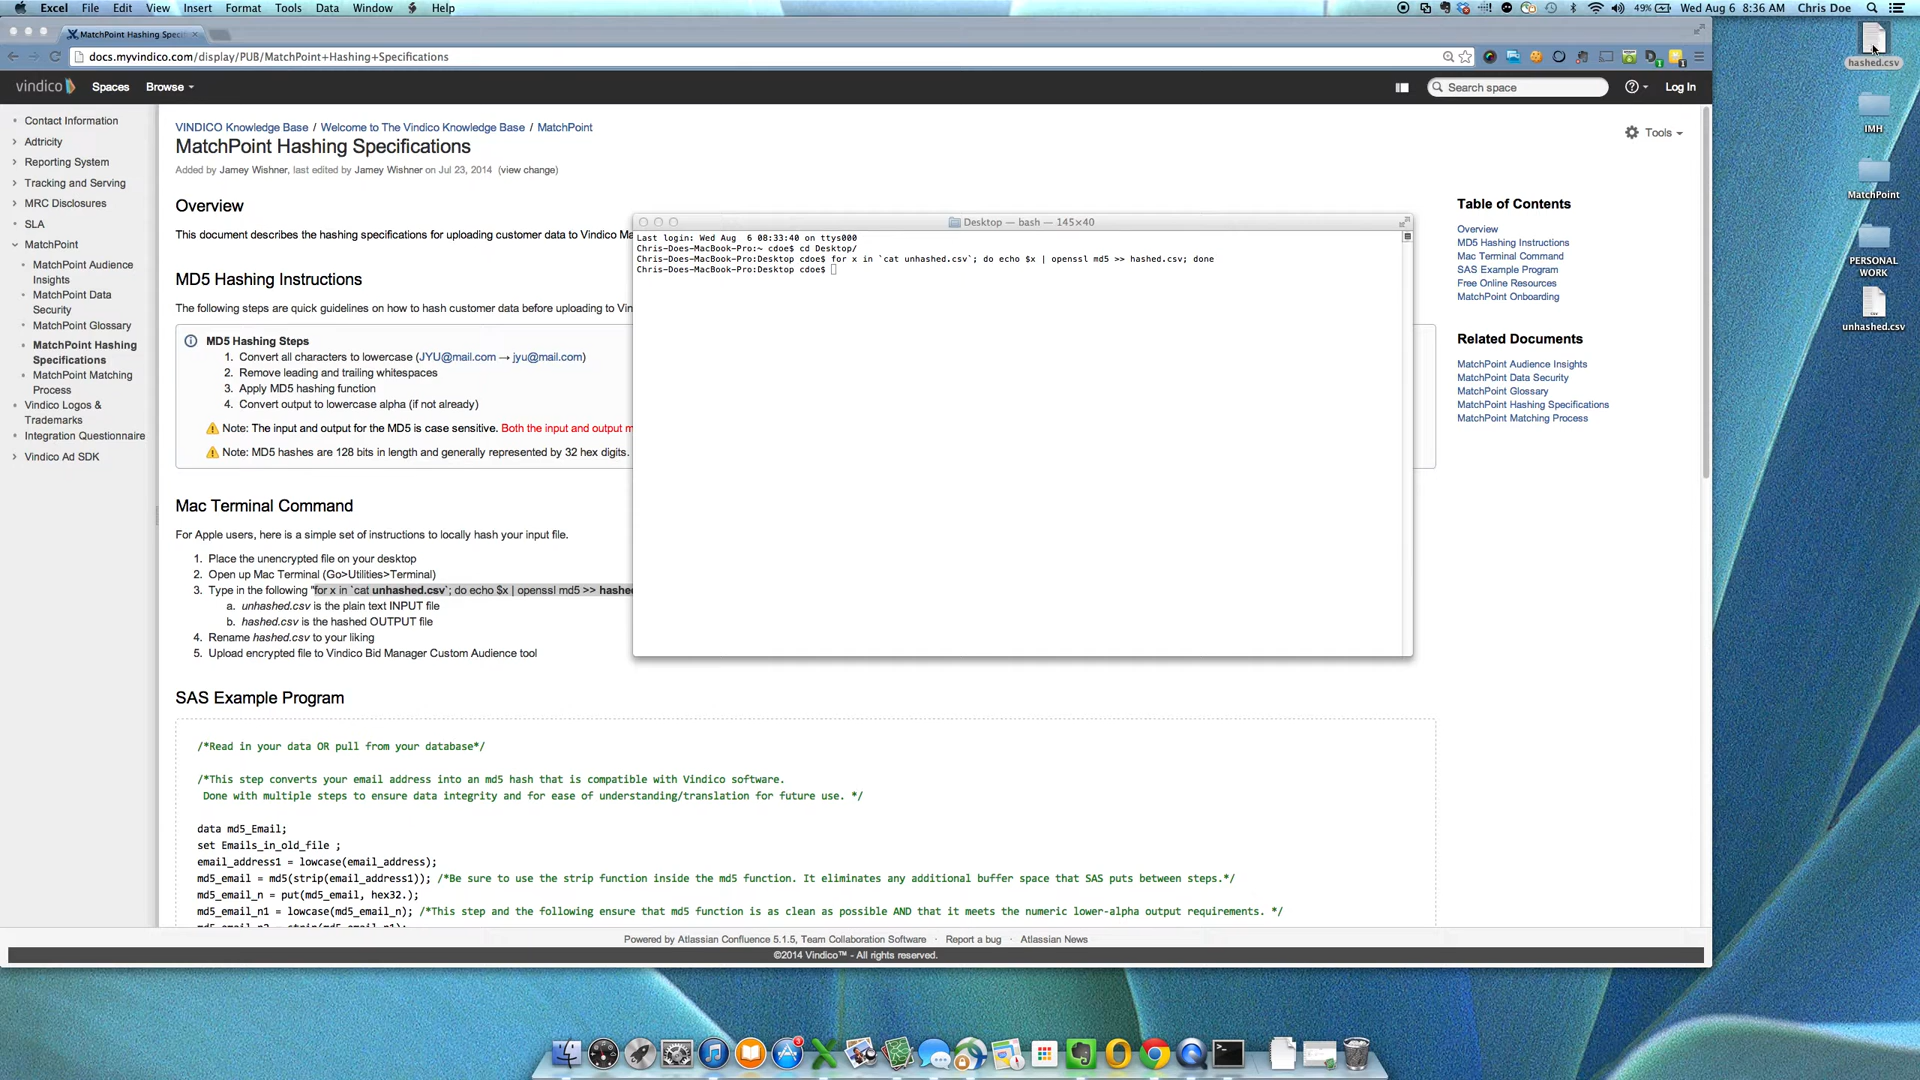 Excel File Edit View Insert Format Tools Data Window Help
49% Wed Aug 6 8:36 AM Chris Doe
MatchPoint Hashing Speci
docs.myvindico.com/display/PUB/MatchPoint+Hashing+Specifications
vindico Spaces Browse Search space Log In
Contact Information
Adtricity
Reporting System
Tracking and Serving
MRC Disclosures
SLA
MatchPoint
MatchPoint Audience
Insights
MatchPoint Data
Security
MatchPoint Glossary
MatchPoint Hashing
Specifications
MatchPoint Matching
Process
Vindico Logos &
Trademarks
Integration Questionnaire
Vindico Ad SDK
VINDICO Knowledge Base / Welcome to The Vindico Knowledge Base / MatchPoint
MatchPoint Hashing Specifications
Tools
Added by Jamey Wishner, last edited by Jamey Wishner on Jul 23, 2014 (view change)
Overview
This document describes the hashing specifications for uploading customer data to Vindico Ma
MD5 Hashing Instructions
The following steps are quick guidelines on how to hash customer data before uploading to Vin
MD5 Hashing Steps
1. Convert all characters to lowercase (JYU@mail.com → jyu@mail.com)
2. Remove leading and trailing whitespaces
3. Apply MD5 hashing function
4. Convert output to lowercase alpha (if not already)
Note: The input and output for the MD5 is case sensitive. Both the input and output m
Note: MD5 hashes are 128 bits in length and generally represented by 32 hex digits.
Mac Terminal Command
For Apple users, here is a simple set of instructions to locally hash your input file.
1. Place the unencrypted file on your desktop
2. Open up Mac Terminal (Go>Utilities>Terminal)
3. Type in the following "for x in `cat unhashed.csv`; do echo $x | openssl md5 >> hashed
a. unhashed.csv is the plain text INPUT file
b. hashed.csv is the hashed OUTPUT file
4. Rename hashed.csv to your liking
5. Upload encrypted file to Vindico Bid Manager Custom Audience tool
SAS Example Program
/*Read in your data OR pull from your database*/
/*This step converts your email address into an md5 hash that is compatible with Vindico software.
Done with multiple steps to ensure data integrity and for ease of understanding/translation for future use. */
data md5_Email;
set Emails_in_old_file ;
email_address1 = lowcase(email_address);
md5_email = md5(strip(email_address1)); /*Be sure to use the strip function inside the md5 function. It eliminates any additional buffer space that SAS puts between steps.*/
md5_email_n = put(md5_email, hex32.);
md5_email_n1 = lowcase(md5_email_n); /*This step and the following ensure that md5 function is as clean as possible AND that it meets the numeric lower-alpha output requirements. */
Powered by Atlassian Confluence 5.1.5, Team Collaboration Software · Report a bug · Atlassian News
©2014 Vindico™ - All rights reserved.
Desktop — bash — 145×40
Last login: Wed Aug  6 08:33:40 on ttys000
Chris-Does-MacBook-Pro:~ cdoe$ cd Desktop/
Chris-Does-MacBook-Pro:Desktop cdoe$ for x in `cat unhashed.csv`; do echo $x | openssl md5 >> hashed.csv; done
Chris-Does-MacBook-Pro:Desktop cdoe$
Table of Contents
Overview
MD5 Hashing Instructions
Mac Terminal Command
SAS Example Program
Free Online Resources
MatchPoint Onboarding
Related Documents
MatchPoint Audience Insights
MatchPoint Data Security
MatchPoint Glossary
MatchPoint Hashing Specifications
MatchPoint Matching Process
hashed.csv
IMH
MatchPoint
PERSONAL
WORK
unhashed.csv